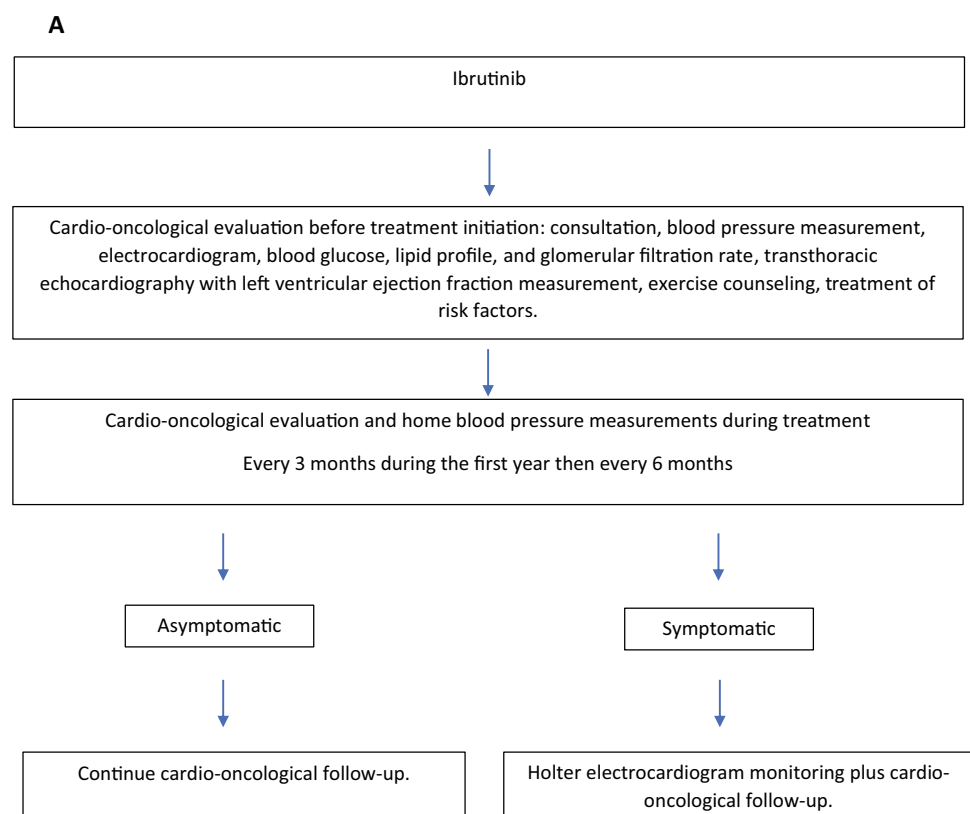 A
Ibrutinib
Cardio-oncological evaluation before treatment initiation: consultation, blood pressure measurement,
electrocardiogram, blood glucose, lipid profile, and glomerular filtration rate, transthoracic
echocardiography with left ventricular ejection fraction measurement, exercise counseling, treatment of
risk factors.
Cardio-oncological evaluation and home blood pressure measurements during treatment
Every 3 months during the first year then every 6 months
Asymptomatic
Symptomatic
Continue cardio-oncological follow-up.
Holter electrocardiogram monitoring plus cardio-
oncological follow-up.